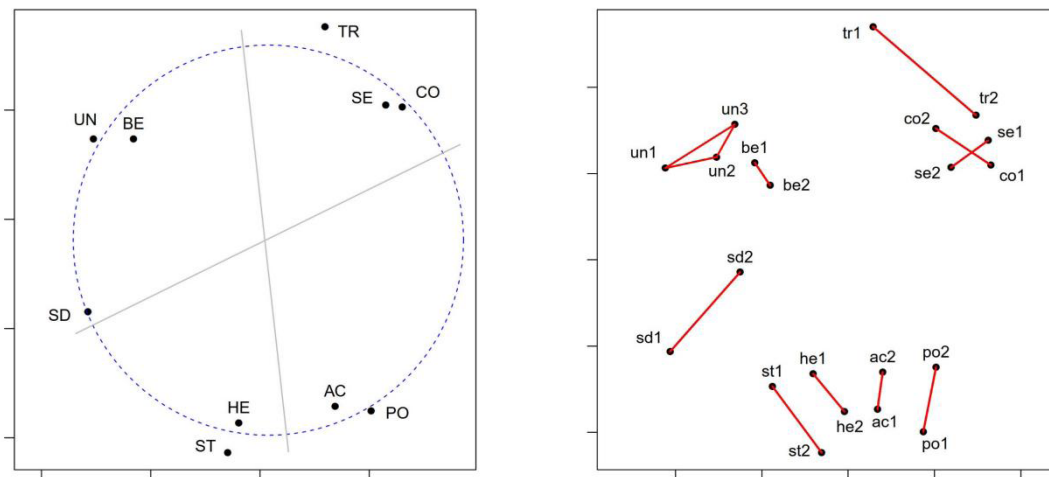 TR
SE
CO
UN
BE
SD
AC
PO
HE
ST
tr1
tr2
co2
se1
un3
be1
un1
un2
be2
se2
co1
sd2
sd1
st1
he1
ac2
po2
he2
ac1
po1
st2